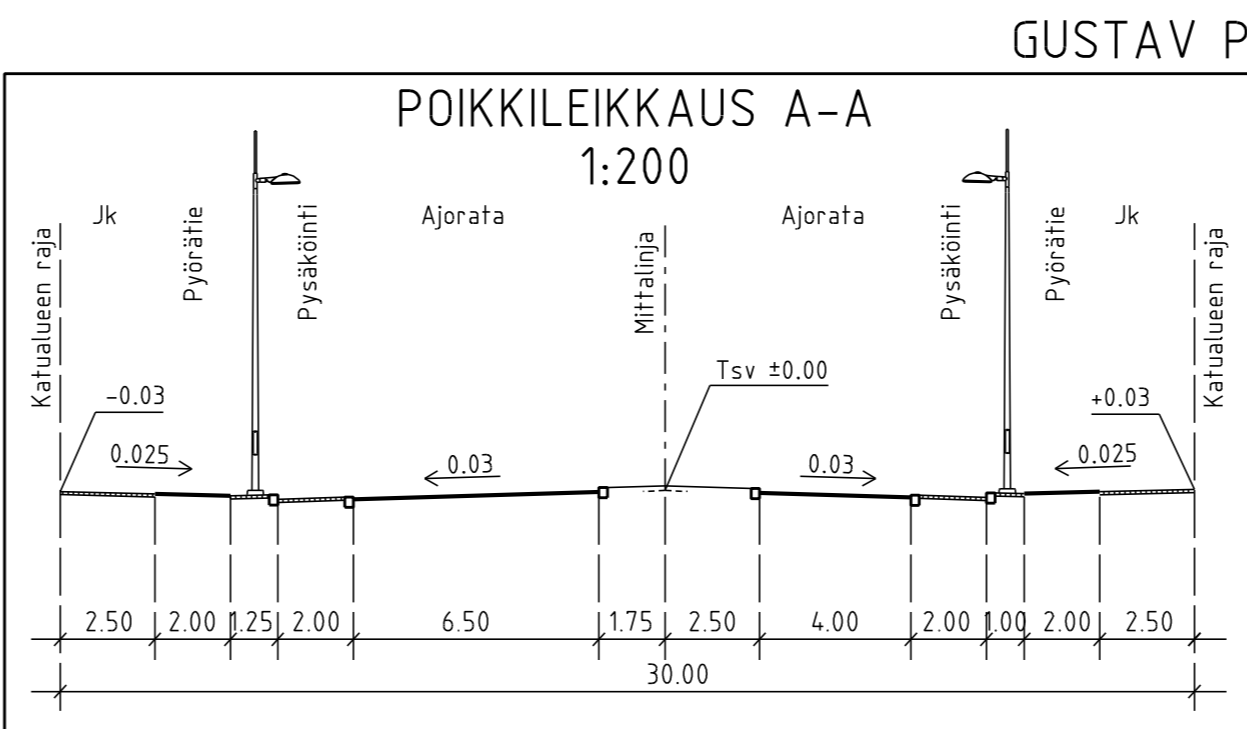 GUSTAV P
POIKKILEIKKAUS A-A
1:200
Katualueen raja
Jk
Pyörätie
Pysäköinti
Ajorata
Mittalinja
Ajorata
Pysäköinti
Pyörätie
Jk
Katualueen raja
-0.03
Tsv ±0.00
+0.03
0.025
0.03
0.03
0.025
2.50 2.00 1.25 2.00 6.50 1.75 2.50 4.00 2.00 1.00 2.00 2.50
30.00